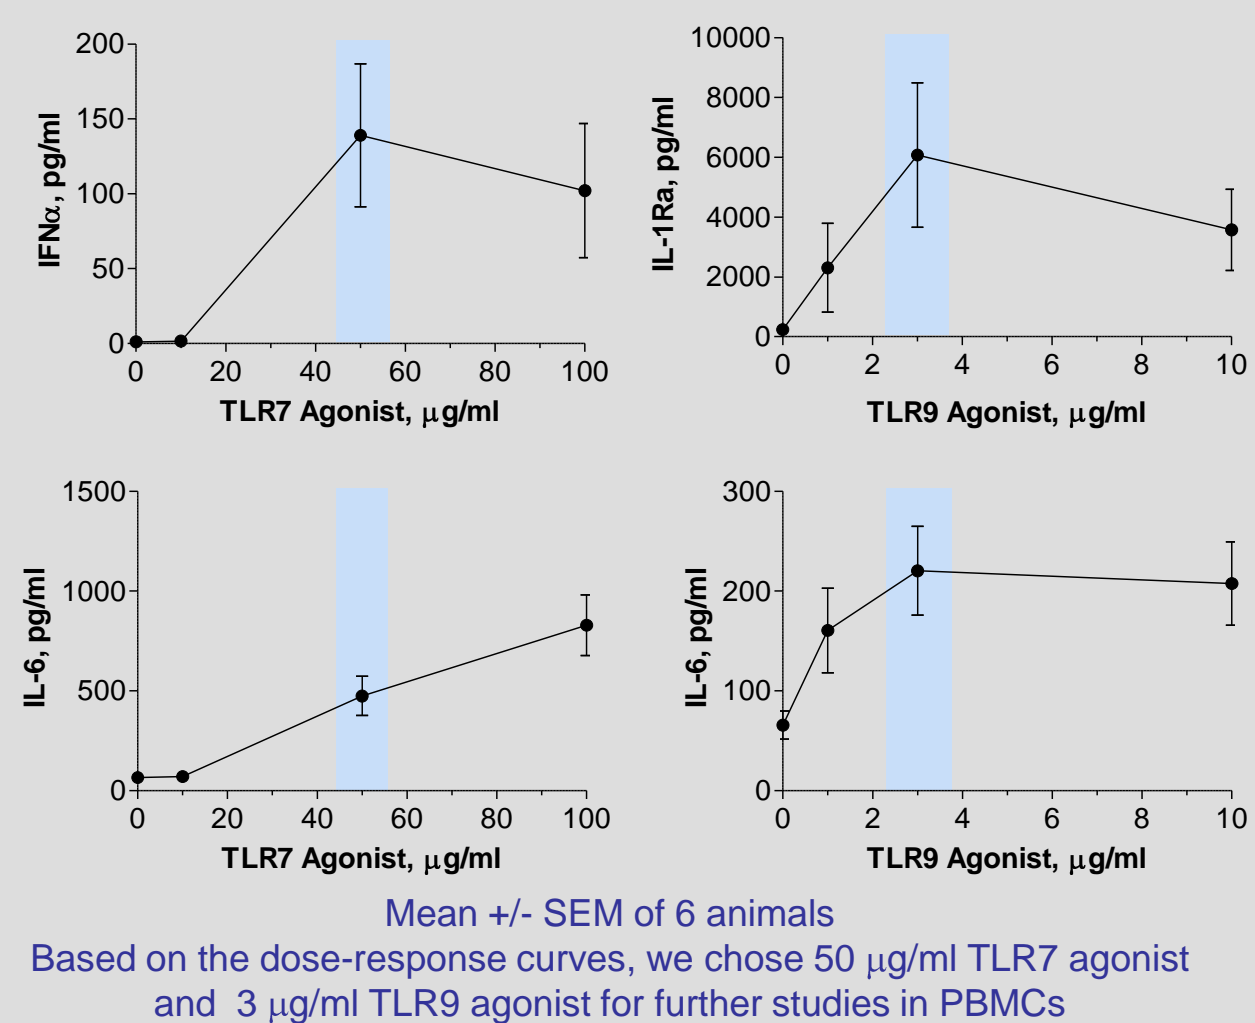 200
150
100
50
0
IFNα, pg/ml
0 20 40 60 80 100
TLR7 Agonist, μg/ml
10000
8000
6000
4000
2000
0
IL-1Ra, pg/ml
0 2 4 6 8 10
TLR9 Agonist, μg/ml
1500
1000
500
0
IL-6, pg/ml
0 20 40 60 80 100
TLR7 Agonist, μg/ml
300
200
100
0
IL-6, pg/ml
0 2 4 6 8 10
TLR9 Agonist, μg/ml
Mean +/- SEM of 6 animals
Based on the dose-response curves, we chose 50 μg/ml TLR7 agonist
and 3 μg/ml TLR9 agonist for further studies in PBMCs